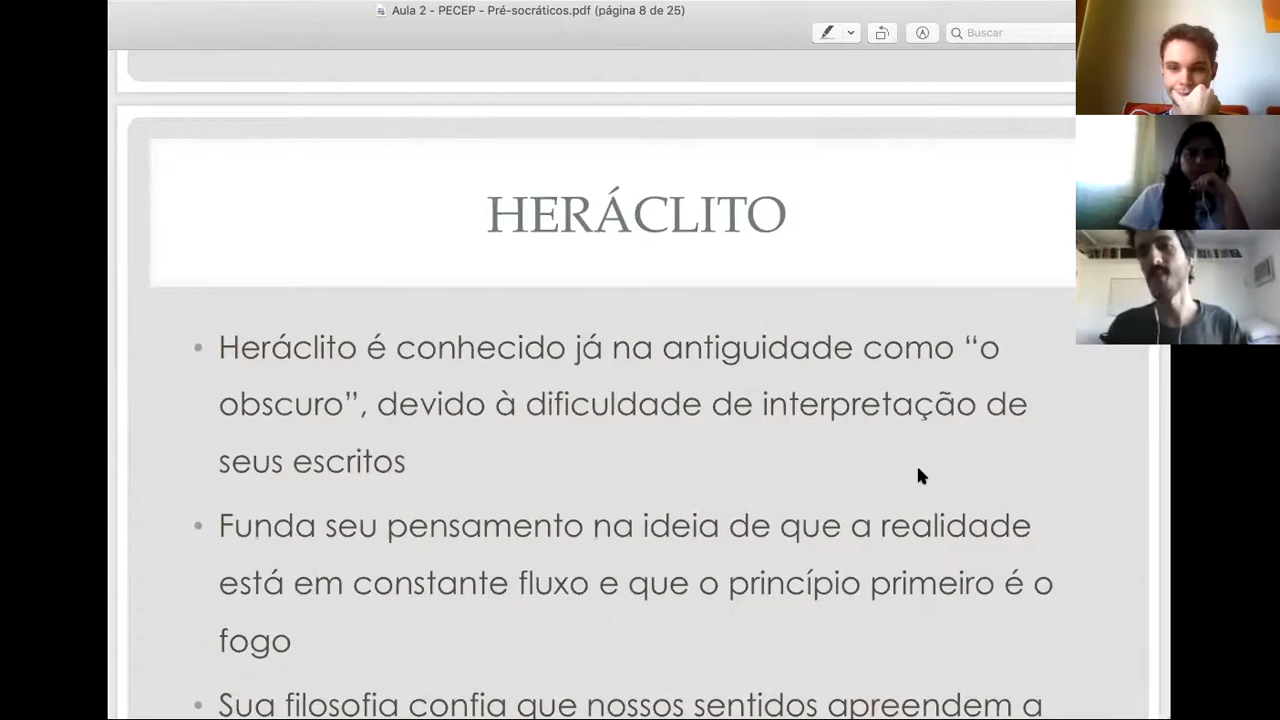 Aula 2 - PECEP - Pré-socráticos.pdf (página 8 de 25)
Buscar
HERÁCLITO
• Heráclito é conhecido já na antiguidade como “o
obscuro”, devido à dificuldade de interpretação de
seus escritos
• Funda seu pensamento na ideia de que a realidade
está em constante fluxo e que o princípio primeiro é o
fogo
• Sua filosofia confia que nossos sentidos apreendem a